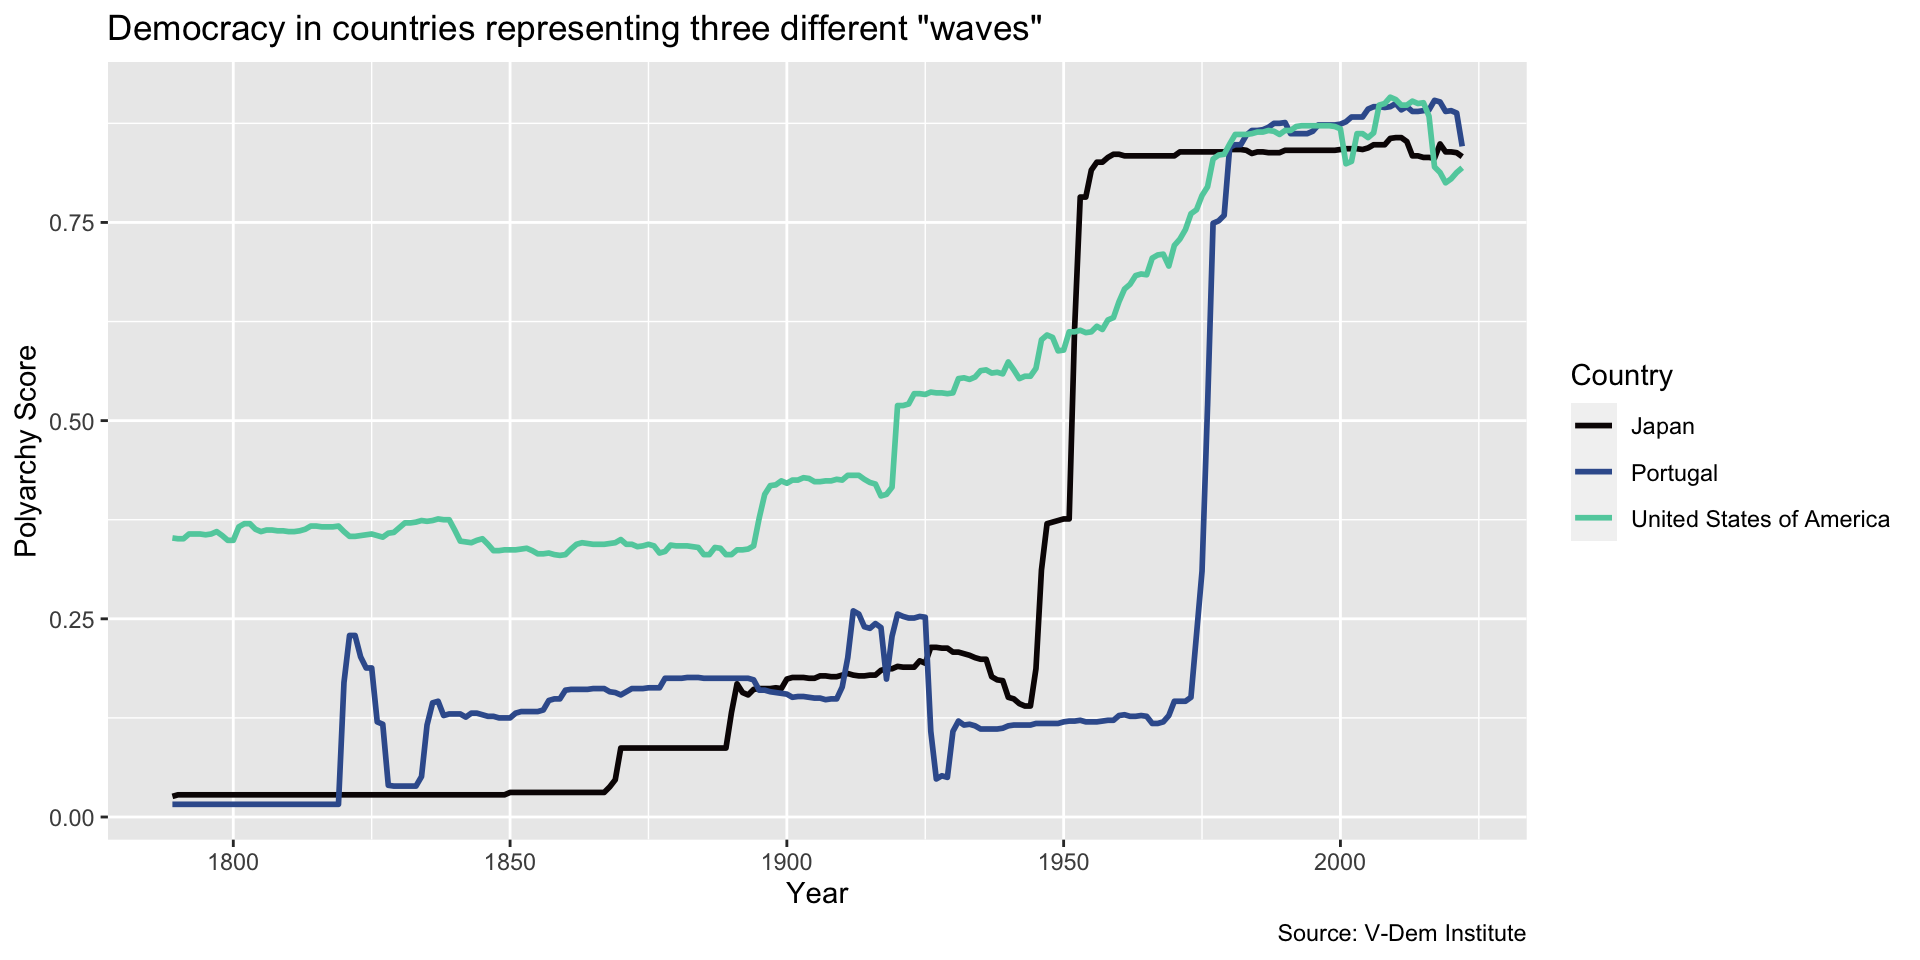 Democracy in countries representing three different "waves"
Polyarchy Score
0.75
0.50
0.25
0.00
1800 1850 1900 1950 2000
Year
Country
Japan
Portugal
United States of America
Source: V-Dem Institute